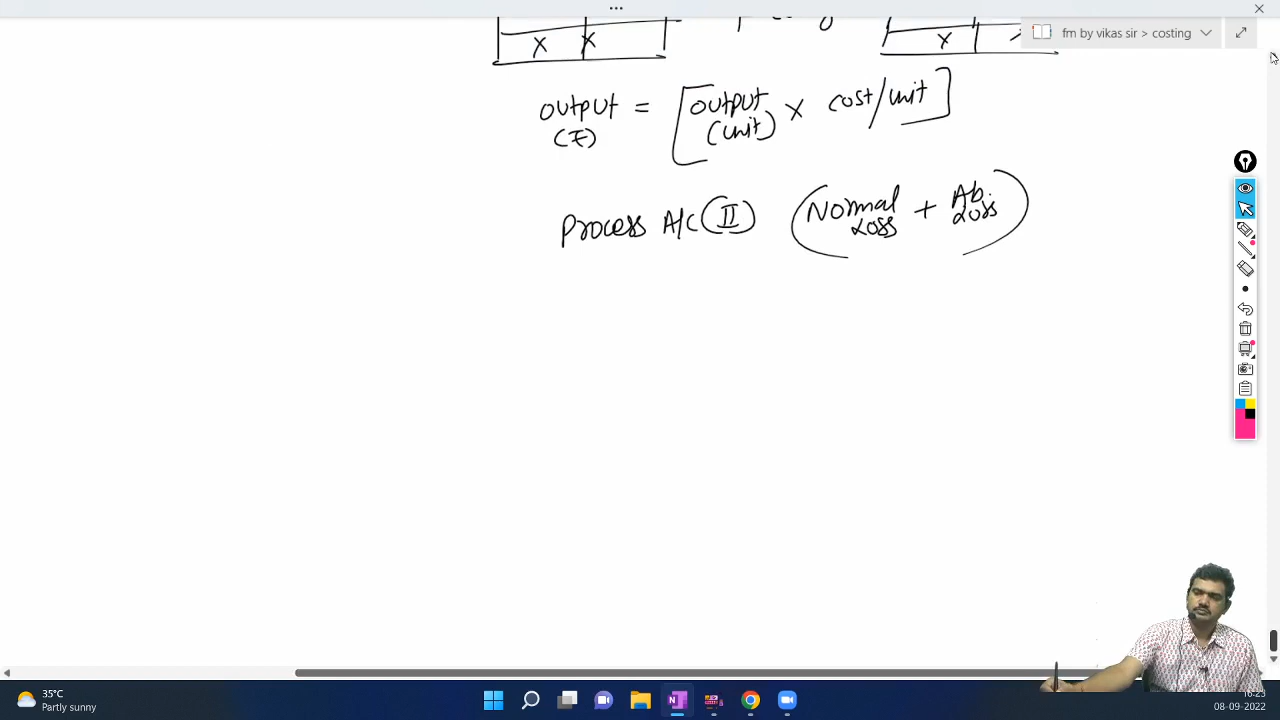 fm by vikas sir > costing
x x
x
output = [output x cost/unit]
(₹) (unit)
Process A/C (II) (Normal Loss + Ab. Loss)
35°C
Partly sunny
08-09-2022